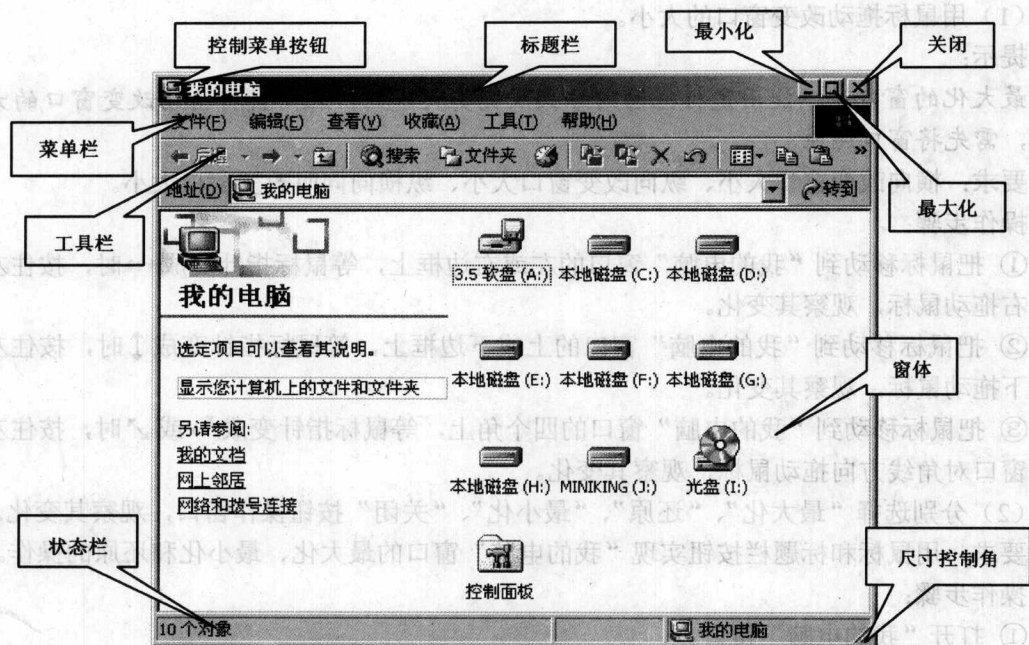 控制菜单按钮
标题栏
最小化
关闭
我的电脑
菜单栏
文件(F) 编辑(E) 查看(V) 收藏(A) 工具(T) 帮助(H)
后退 搜索 文件夹
地址(D) 我的电脑 转到
最大化
工具栏
我的电脑
3.5 软盘 (A:) 本地磁盘 (C:) 本地磁盘 (D:)
选定项目可以查看其说明。
显示您计算机上的文件和文件夹
本地磁盘 (E:) 本地磁盘 (F:) 本地磁盘 (G:)
窗体
另请参阅:
我的文档
网上邻居
网络和拨号连接
本地磁盘 (H:) MINIKING (J:) 光盘 (I:)
状态栏
控制面板
尺寸控制角
10 个对象
我的电脑